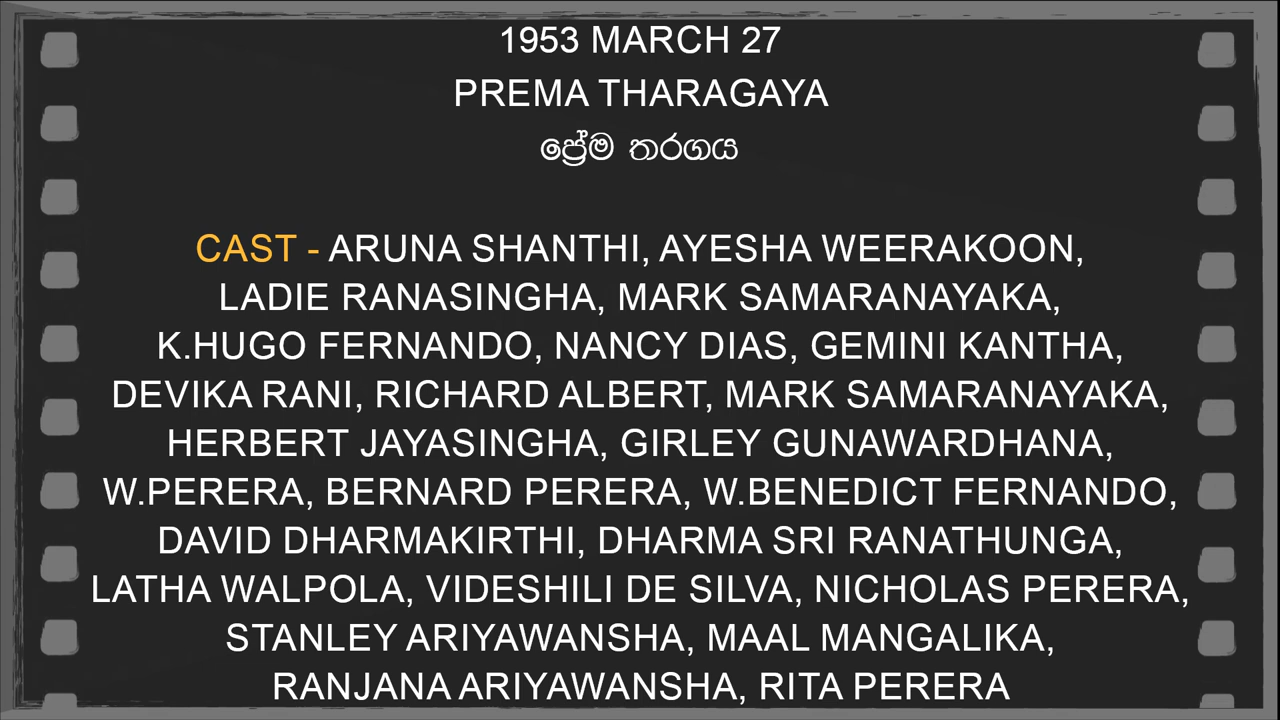 1953 MARCH 27
PREMA THARAGAYA
ප්‍රේම තරගය
CAST - ARUNA SHANTHI, AYESHA WEERAKOON,
LADIE RANASINGHA, MARK SAMARANAYAKA,
K.HUGO FERNANDO, NANCY DIAS, GEMINI KANTHA,
DEVIKA RANI, RICHARD ALBERT, MARK SAMARANAYAKA,
HERBERT JAYASINGHA, GIRLEY GUNAWARDHANA,
W.PERERA, BERNARD PERERA, W.BENEDICT FERNANDO,
DAVID DHARMAKIRTHI, DHARMA SRI RANATHUNGA,
LATHA WALPOLA, VIDESHILI DE SILVA, NICHOLAS PERERA,
STANLEY ARIYAWANSHA, MAAL MANGALIKA,
RANJANA ARIYAWANSHA, RITA PERERA